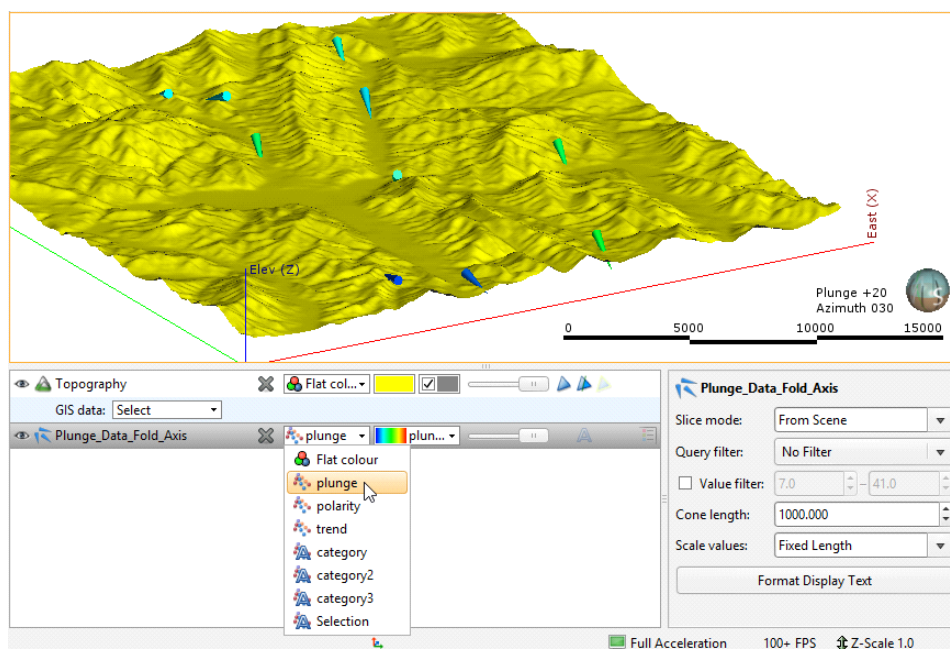 East (X)
Elev (Z)
Plunge +20
Azimuth 030
S
0 5000 10000 15000
Topography Flat col...
GIS data: Select
Plunge_Data_Fold_Axis plunge plun...
Flat colour
plunge
polarity
trend
category
category2
category3
Selection
Plunge_Data_Fold_Axis
Slice mode: From Scene
Query filter: No Filter
Value filter: 7.0 – 41.0
Cone length: 1000.000
Scale values: Fixed Length
Format Display Text
Full Acceleration 100+ FPS Z-Scale 1.0